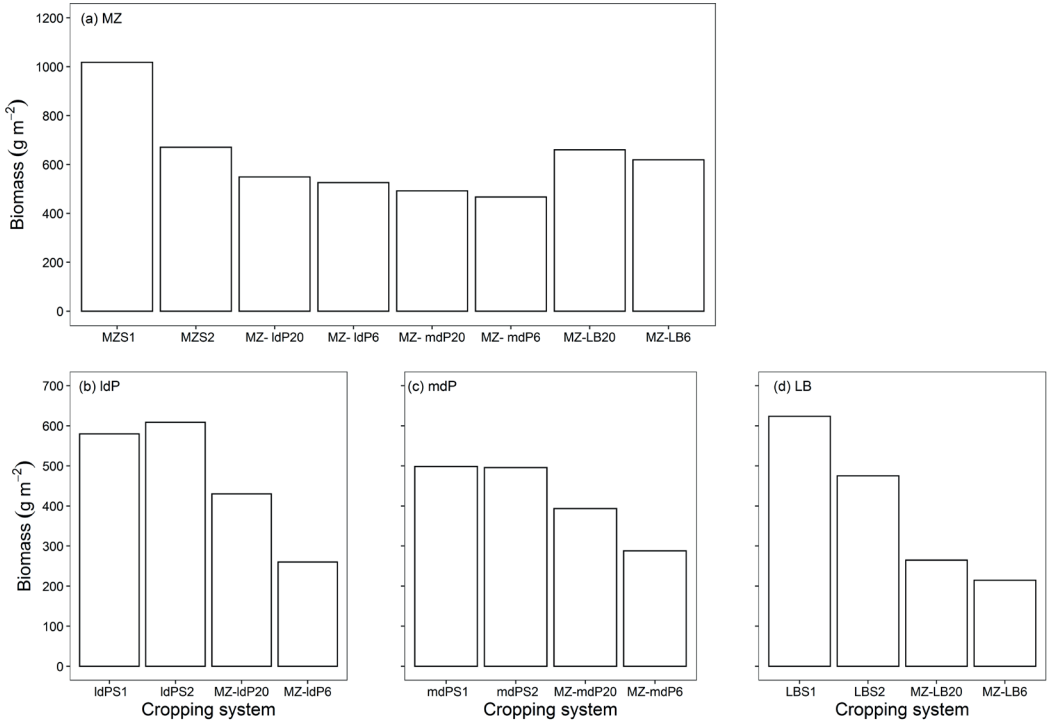 (a) MZ
1200
1000
800
600
400
200
0
Biomass (g m⁻²)
MZS1 MZS2 MZ- ldP20 MZ- ldP6 MZ- mdP20 MZ- mdP6 MZ-LB20 MZ-LB6
(b) ldP
700
600
500
400
300
200
100
0
Biomass (g m⁻²)
ldPS1 ldPS2 MZ-ldP20 MZ-ldP6
Cropping system
(c) mdP
mdPS1 mdPS2 MZ-mdP20 MZ-mdP6
Cropping system
(d) LB
LBS1 LBS2 MZ-LB20 MZ-LB6
Cropping system